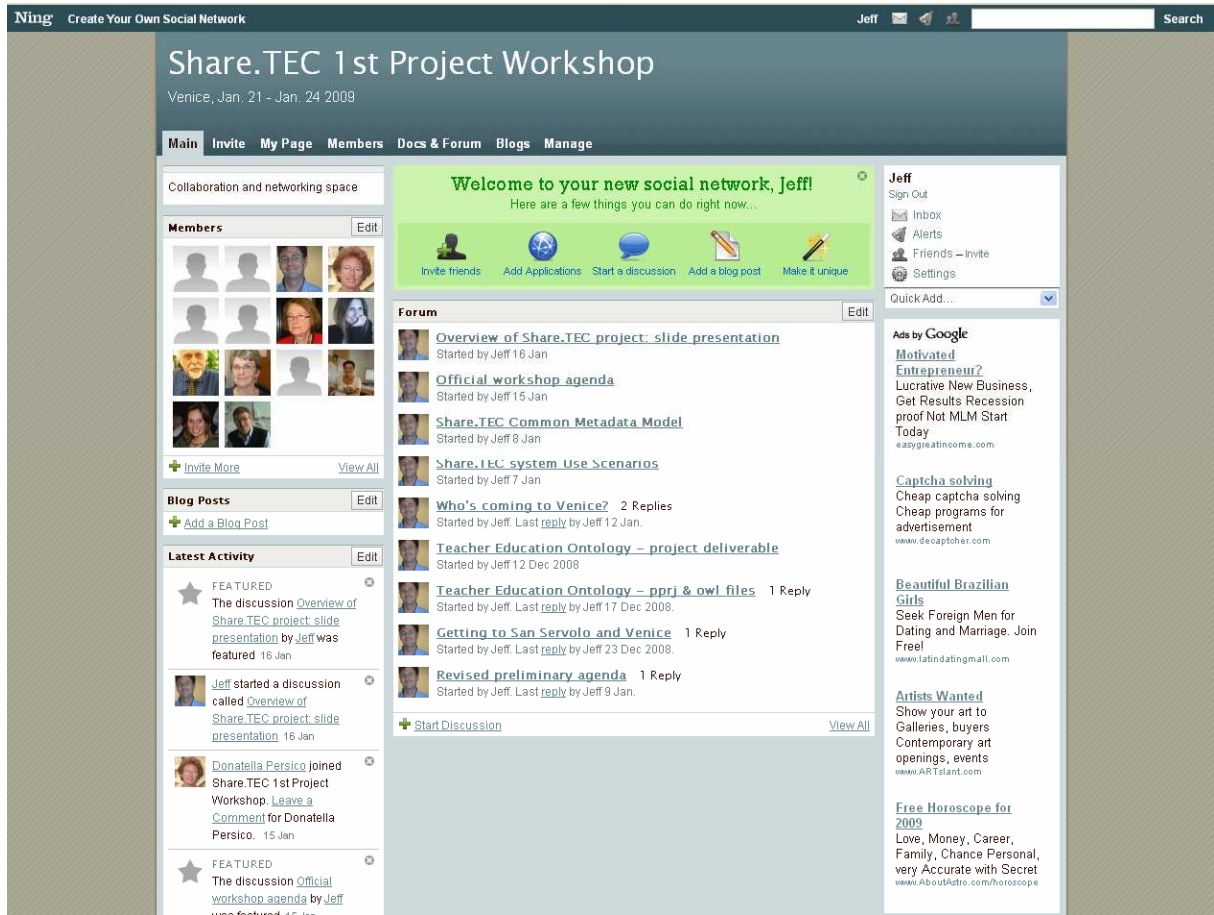 Ning Create Your Own Social Network
Jeff
Search
Share.TEC 1st Project Workshop
Venice, Jan. 21 - Jan. 24 2009
Main Invite My Page Members Docs & Forum Blogs Manage
Collaboration and networking space
Members
Edit
Invite More
View All
Blog Posts
Edit
Add a Blog Post
Latest Activity
Edit
FEATURED
The discussion Overview of
Share.TEC project: slide
presentation by Jeff was
featured 16 Jan
Jeff started a discussion
called Overview of
Share.TEC project: slide
presentation 16 Jan
Donatella Persico joined
Share.TEC 1st Project
Workshop. Leave a
Comment for Donatella
Persico. 15 Jan
FEATURED
The discussion Official
workshop agenda by Jeff
was featured 15 Jan
Welcome to your new social network, Jeff!
Here are a few things you can do right now...
Invite friends
Add Applications
Start a discussion
Add a blog post
Make it unique
Forum
Edit
Overview of Share.TEC project: slide presentation
Started by Jeff 16 Jan
Official workshop agenda
Started by Jeff 15 Jan
Share.TEC Common Metadata Model
Started by Jeff 8 Jan
Share.TEC system Use Scenarios
Started by Jeff 7 Jan
Who's coming to Venice? 2 Replies
Started by Jeff. Last reply by Jeff 12 Jan.
Teacher Education Ontology – project deliverable
Started by Jeff 12 Dec 2008
Teacher Education Ontology – pprj & owl files 1 Reply
Started by Jeff. Last reply by Jeff 17 Dec 2008.
Getting to San Servolo and Venice 1 Reply
Started by Jeff. Last reply by Jeff 23 Dec 2008.
Revised preliminary agenda 1 Reply
Started by Jeff. Last reply by Jeff 9 Jan.
Start Discussion
View All
Jeff
Sign Out
Inbox
Alerts
Friends – Invite
Settings
Quick Add...
Ads by Google
Motivated
Entrepreneur?
Lucrative New Business,
Get Results Recession
proof Not MLM Start
Today
easygreatincome.com
Captcha solving
Cheap captcha solving
Cheap programs for
advertisement
www.decaptcher.com
Beautiful Brazilian
Girls
Seek Foreign Men for
Dating and Marriage. Join
Free!
www.latindatingmall.com
Artists Wanted
Show your art to
Galleries, buyers
Contemporary art
openings, events
www.ARTslant.com
Free Horoscope for
2009
Love, Money, Career,
Family, Chance Personal,
very Accurate with Secret
www.AboutAstro.com/horoscope